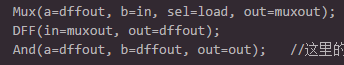 Mux(a=dffout, b=in, sel=load, out=muxout);
DFF(in=muxout, out=dffout);
And(a=dffout, b=dffout, out=out);   //这里的